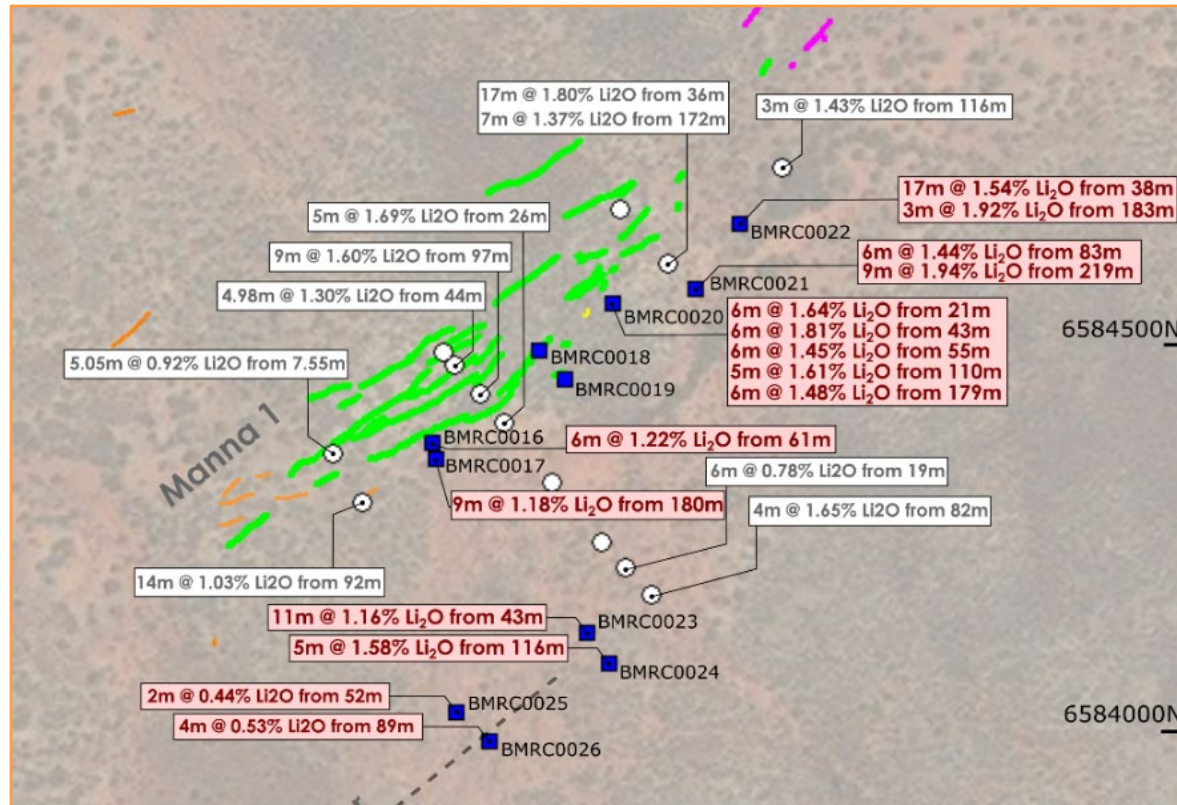 17m @ 1.80% Li2O from 36m
7m @ 1.37% Li2O from 172m
3m @ 1.43% Li2O from 116m
17m @ 1.54% Li₂O from 38m
3m @ 1.92% Li₂O from 183m
BMRC0022
5m @ 1.69% Li2O from 26m
9m @ 1.60% Li2O from 97m
6m @ 1.44% Li₂O from 83m
9m @ 1.94% Li₂O from 219m
BMRC0021
4.98m @ 1.30% Li2O from 44m
BMRC0020
6m @ 1.64% Li₂O from 21m
6m @ 1.81% Li₂O from 43m
6m @ 1.45% Li₂O from 55m
5m @ 1.61% Li₂O from 110m
6m @ 1.48% Li₂O from 179m
6584500N
5.05m @ 0.92% Li2O from 7.55m
BMRC0018
BMRC0019
Manna 1
BMRC0016
6m @ 1.22% Li₂O from 61m
BMRC0017
6m @ 0.78% Li2O from 19m
9m @ 1.18% Li₂O from 180m
4m @ 1.65% Li2O from 82m
14m @ 1.03% Li2O from 92m
11m @ 1.16% Li₂O from 43m
BMRC0023
5m @ 1.58% Li₂O from 116m
BMRC0024
2m @ 0.44% Li₂O from 52m
BMRC0025
6584000N
4m @ 0.53% Li₂O from 89m
BMRC0026